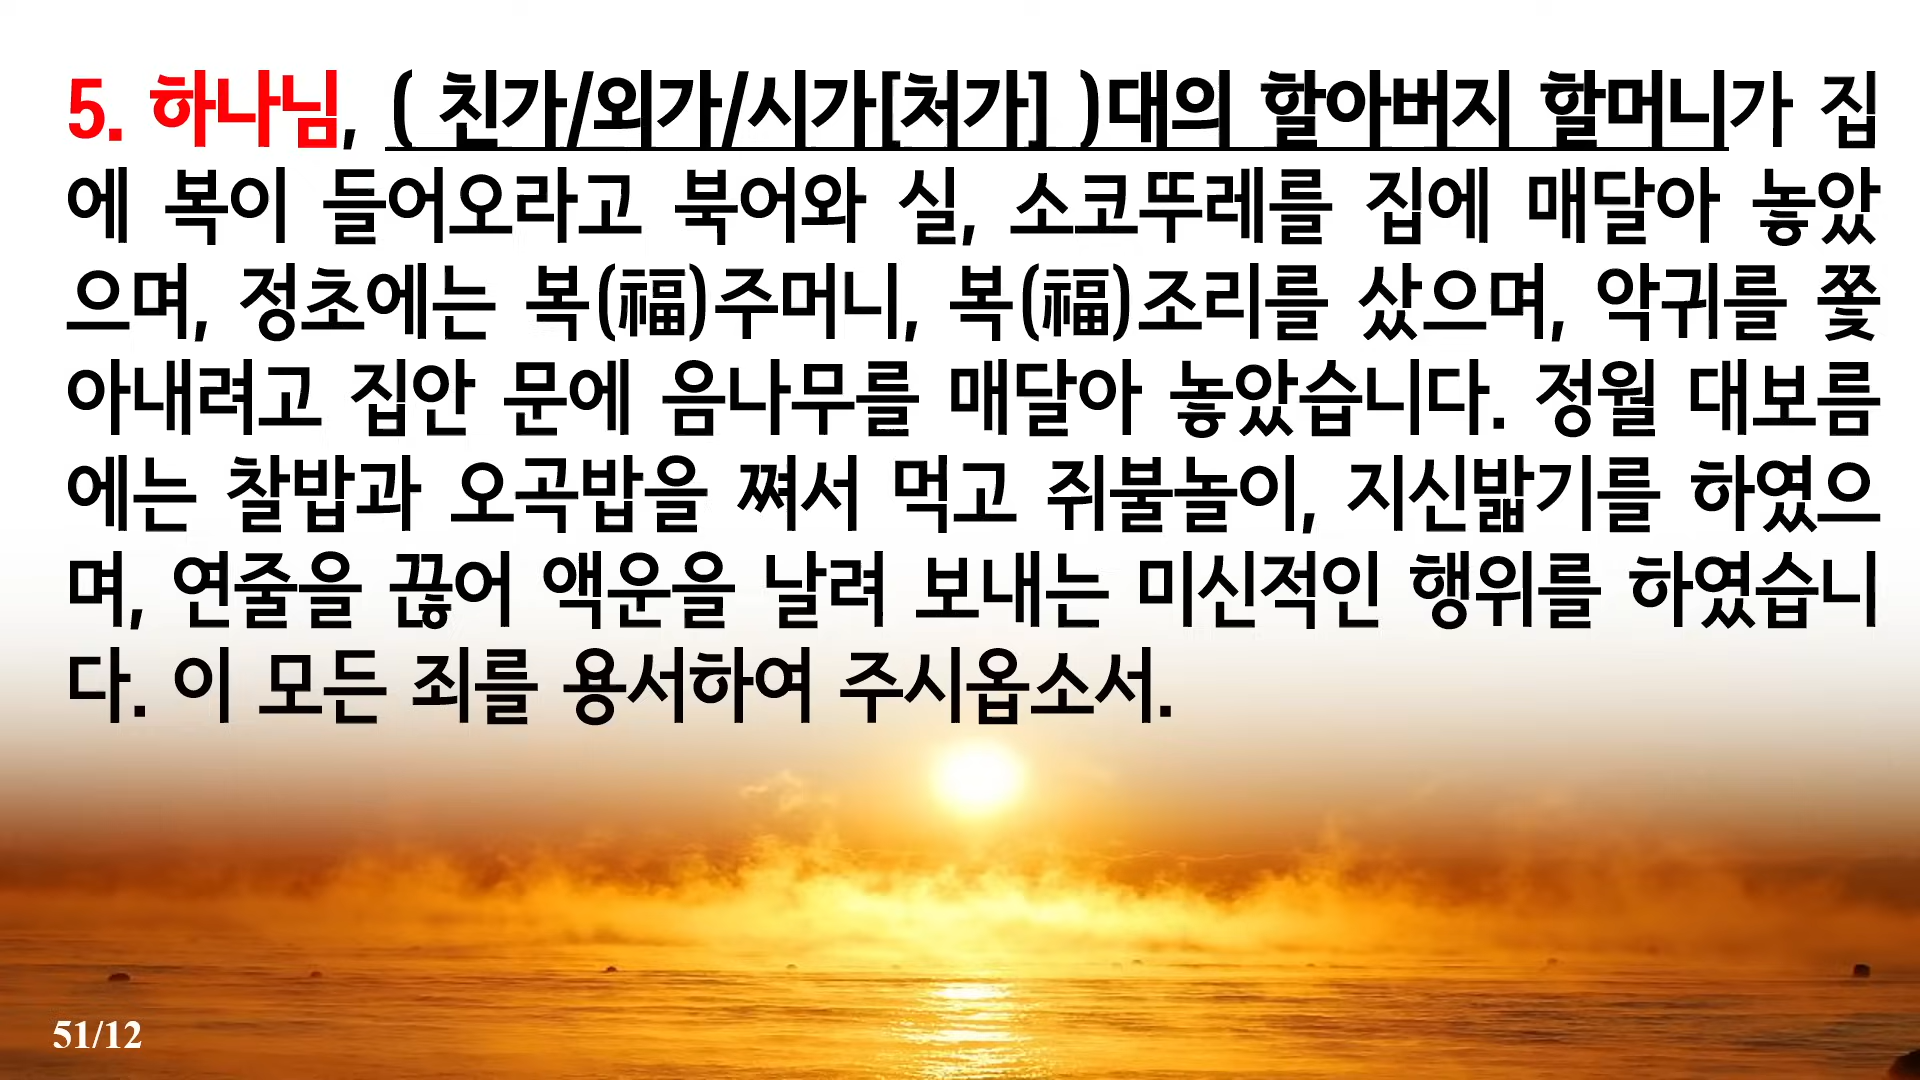 5. 하나님, ( 친가/외가/시가[처가] )대의 할아버지 할머니가 집
에 복이 들어오라고 북어와 실, 소코뚜레를 집에 매달아 놓았
으며, 정초에는 복(福)주머니, 복(福)조리를 샀으며, 악귀를 쫓
아내려고 집안 문에 음나무를 매달아 놓았습니다. 정월 대보름
에는 찰밥과 오곡밥을 쪄서 먹고 쥐불놀이, 지신밟기를 하였으
며, 연줄을 끊어 액운을 날려 보내는 미신적인 행위를 하였습니
다. 이 모든 죄를 용서하여 주시옵소서.
51/12